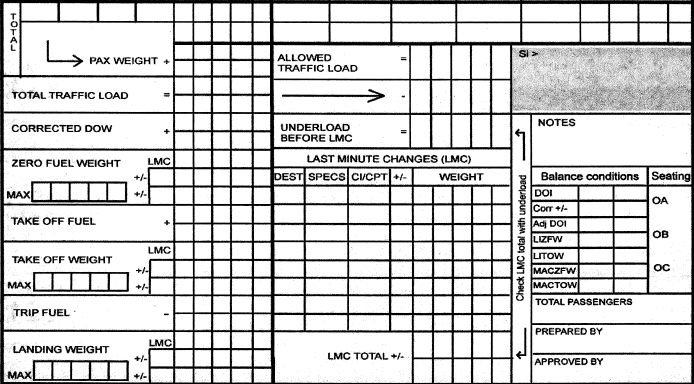 TOTAL
PAX WEIGHT +
TOTAL TRAFFIC LOAD =
CORRECTED DOW +
ZERO FUEL WEIGHT LMC
+/-
MAX +/-
TAKE OFF FUEL +
TAKE OFF WEIGHT LMC
+/-
MAX +/-
TRIP FUEL -
LANDING WEIGHT LMC
MAX +/-
ALLOWED =
TRAFFIC LOAD
-
UNDERLOAD =
BEFORE LMC
LAST MINUTE CHANGES (LMC)
DEST SPECS CI/CPT +/- WEIGHT
LMC TOTAL +/-
Check LMC total with underload
SI >
NOTES
Balance conditions Seating
DOI
Corr +/-
Adj DOI
LIZFW
LITOW
MACZFW
MACTOW
OA
OB
OC
TOTAL PASSENGERS
PREPARED BY
APPROVED BY